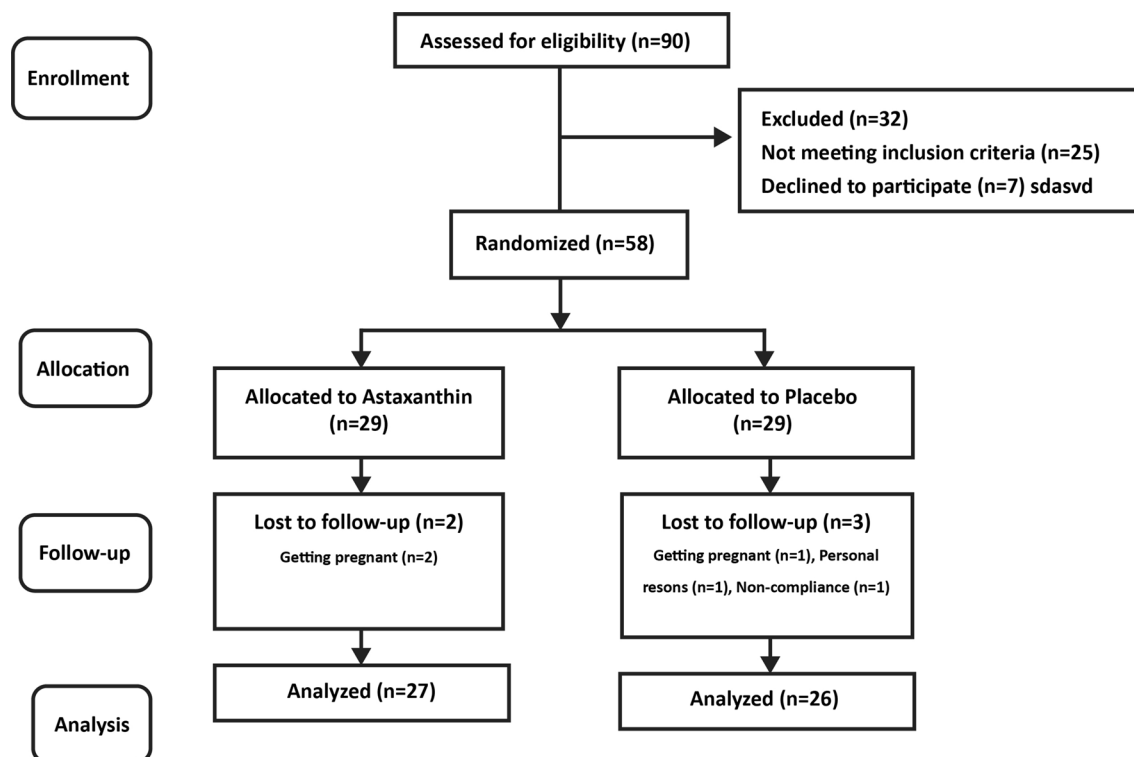 Enrollment
Assessed for eligibility (n=90)
Excluded (n=32)
Not meeting inclusion criteria (n=25)
Declined to participate (n=7) sdasvd
Randomized (n=58)
Allocation
Allocated to Astaxanthin
(n=29)
Allocated to Placebo
(n=29)
Follow-up
Lost to follow-up (n=2)
Getting pregnant (n=2)
Lost to follow-up (n=3)
Getting pregnant (n=1), Personal
resons (n=1), Non-compliance (n=1)
Analysis
Analyzed (n=27)
Analyzed (n=26)